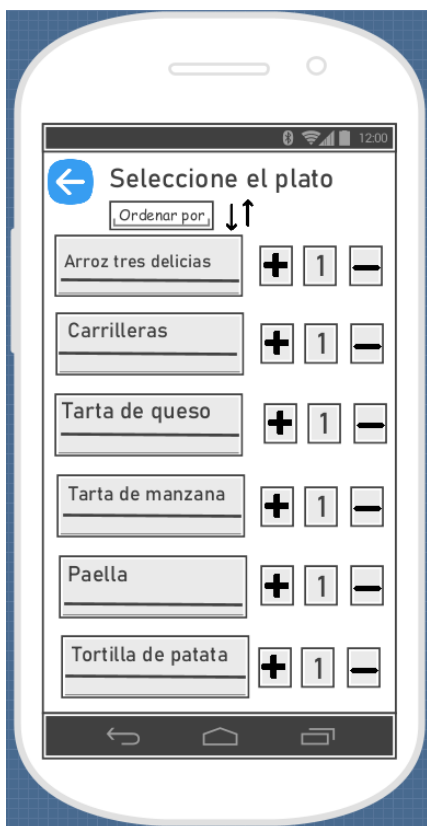 12:00
Seleccione el plato
Ordenar por
Arroz tres delicias
1
Carrilleras
1
Tarta de queso
1
Tarta de manzana
1
Paella
1
Tortilla de patata
1